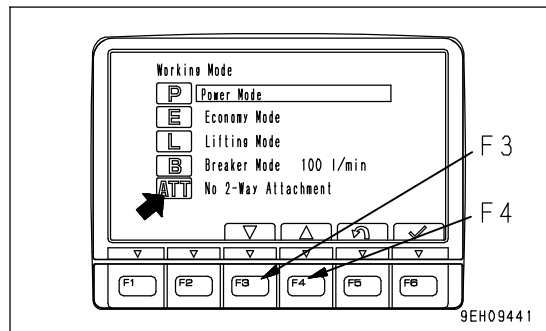 Working Mode
P Power Mode
E Economy Mode
L Lifting Mode
B Breaker Mode 100 l/min
ATT No 2-Way Attachment
F3
F4
F1 F2 F3 F4 F5 F6
9EH09441